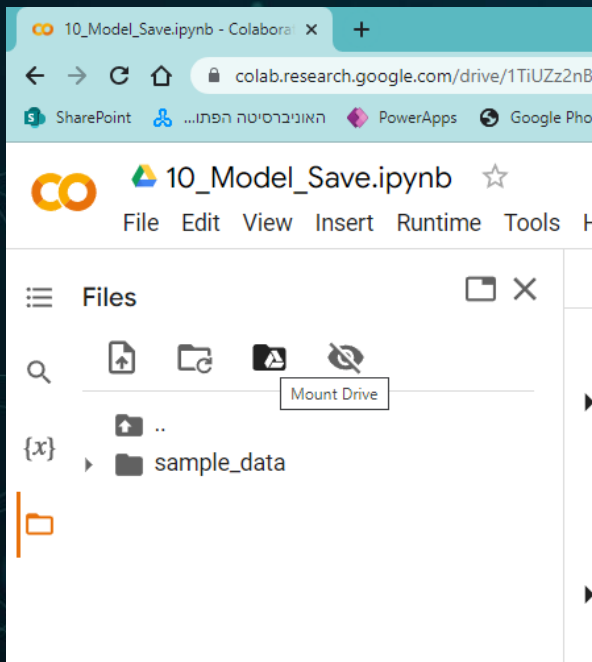 10_Model_Save.ipynb - Colabora
colab.research.google.com/drive/1TiUZz2nB
SharePoint האוניברסיטה הפתו... PowerApps Google Pho
10_Model_Save.ipynb
File Edit View Insert Runtime Tools H
Files
Mount Drive
..
sample_data
{x}